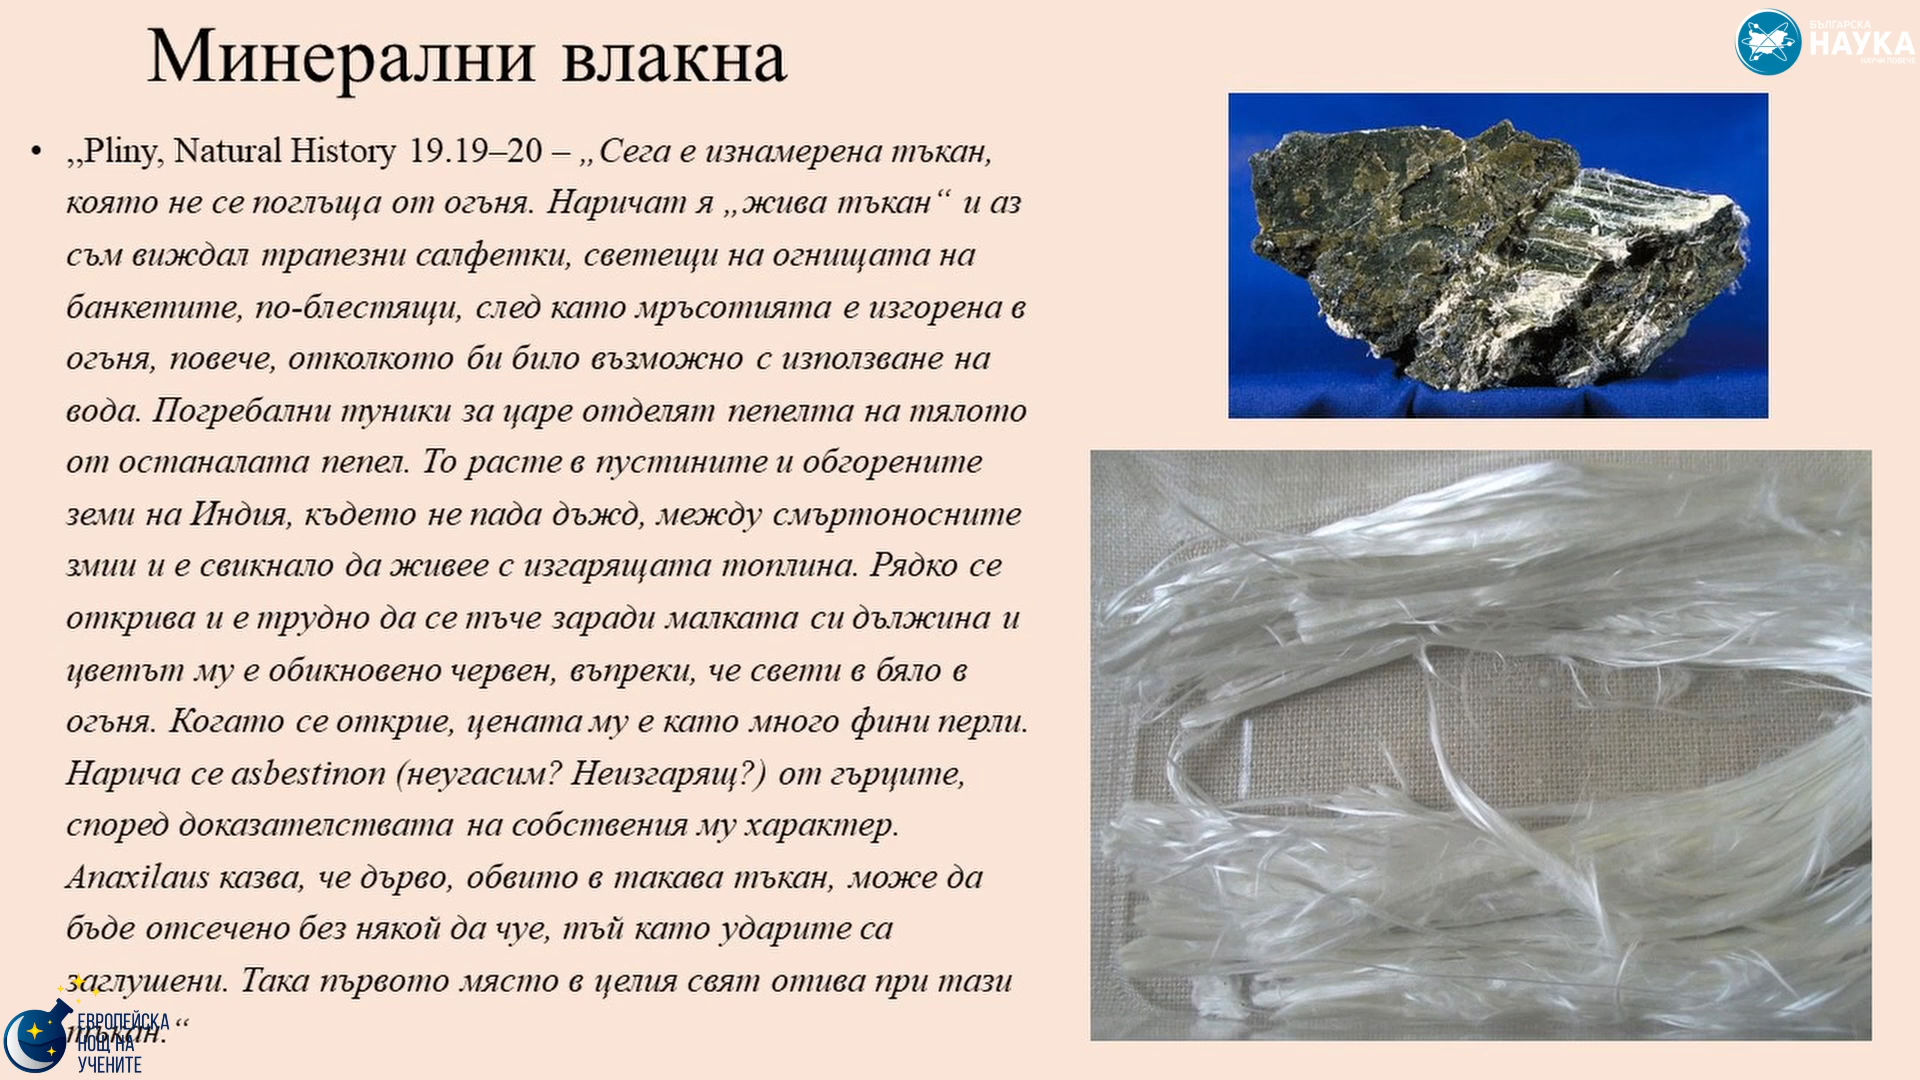 Минерални влакна
БЪЛГАРСКА
НАУКА
НАУЧИ ПОВЕЧЕ
• ,,Pliny, Natural History 19.19–20 – „Сега е изнамерена тъкан,
която не се поглъща от огъня. Наричат я „жива тъкан“ и аз
съм виждал трапезни салфетки, светещи на огнищата на
банкетите, по-блестящи, след като мръсотията е изгорена в
огъня, повече, отколкото би било възможно с използване на
вода. Погребални туники за царе отделят пепелта на тялото
от останалата пепел. То расте в пустините и обгорените
земи на Индия, където не пада дъжд, между смъртоносните
змии и е свикнало да живее с изгарящата топлина. Рядко се
открива и е трудно да се тъче заради малката си дължина и
цветът му е обикновено червен, въпреки, че свети в бяло в
огъня. Когато се открие, цената му е като много фини перли.
Нарича се asbestinon (неугасим? Неизгарящ?) от гърците,
според доказателствата на собствения му характер.
Anaxilaus казва, че дърво, обвито в такава тъкан, може да
бъде отсечено без някой да чуе, тъй като ударите са
заглушени. Така първото място в целия свят отива при тази
тъкан.“
ЕВРОПЕЙСКА
НОЩ НА
УЧЕНИТЕ